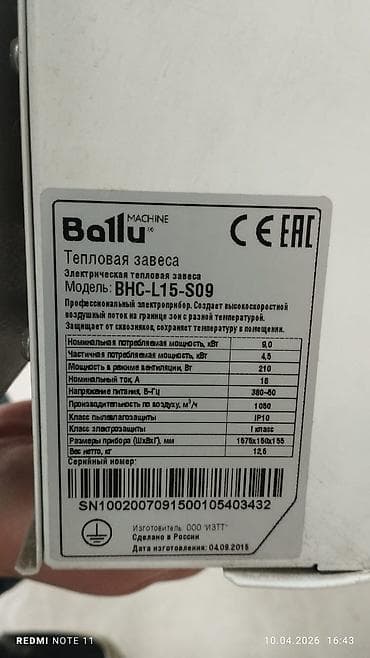 Ballu MACHINE
CE EAC
Тепловая завеса
Электрическая тепловая завеса
Модель: BHC-L15-S09
Профессиональный электроприбор. Создает высокоскоростной
воздушный поток на границе зон с разной температурой.
Защищает от сквозняков, сохраняет температуру в помещении.
Номинальная потребляемая мощность, кВт 9,0
Частичная потребляемая мощность, кВт 4,5
Мощность в режиме вентиляции, Вт 210
Номинальный ток, А 16
Напряжение питания, В~Гц 380~50
Производительность по воздуху, м³/ч 1050
Класс пылевлагозащиты IP10
Класс электрозащиты I класс
Размеры прибора (ШхВхГ), мм 1575x150x155
Вес нетто, кг 12,5
Серийный номер:
SN1002007091500105403432
Изготовитель: ООО "ИЗТТ"
Сделано в России
Дата изготовления: 04.09.2015
REDMI NOTE 11
10.04.2026 16:43